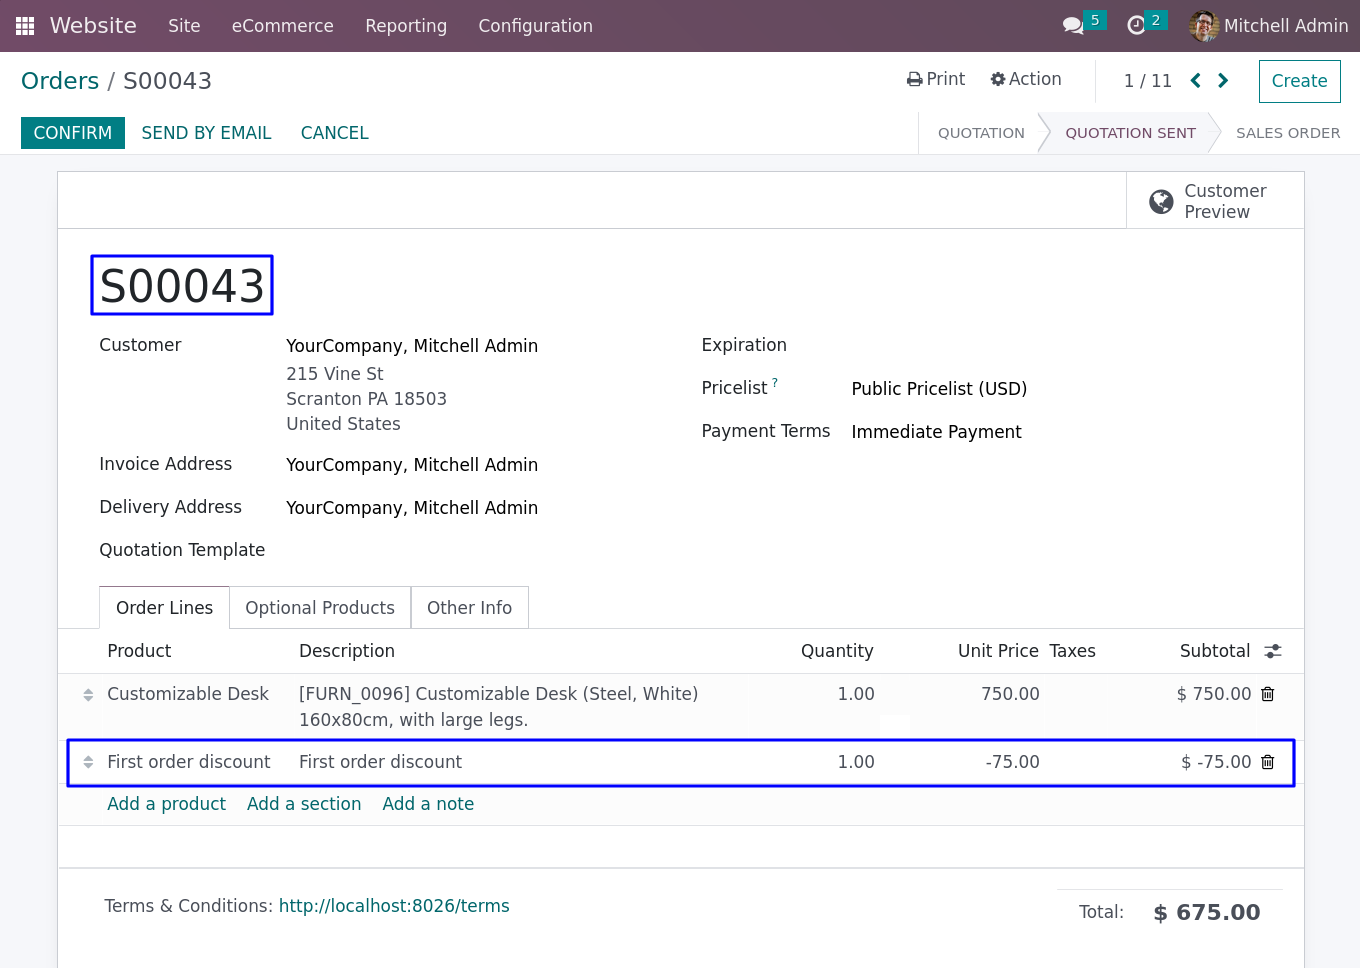 Website Site eCommerce Reporting Configuration 5 2 Mitchell Admin
Orders / S00043 Print Action 1 / 11 Create
CONFIRM SEND BY EMAIL CANCEL QUOTATION QUOTATION SENT SALES ORDER
Customer
Preview
S00043
Customer YourCompany, Mitchell Admin Expiration
215 Vine St
Scranton PA 18503
United States
Pricelist ? Public Pricelist (USD)
Payment Terms Immediate Payment
Invoice Address YourCompany, Mitchell Admin
Delivery Address YourCompany, Mitchell Admin
Quotation Template
Order Lines Optional Products Other Info
Product Description Quantity Unit Price Taxes Subtotal
Customizable Desk [FURN_0096] Customizable Desk (Steel, White) 1.00 750.00 $ 750.00
160x80cm, with large legs.
First order discount First order discount 1.00 -75.00 $ -75.00
Add a product Add a section Add a note
Terms & Conditions: http://localhost:8026/terms Total: $ 675.00